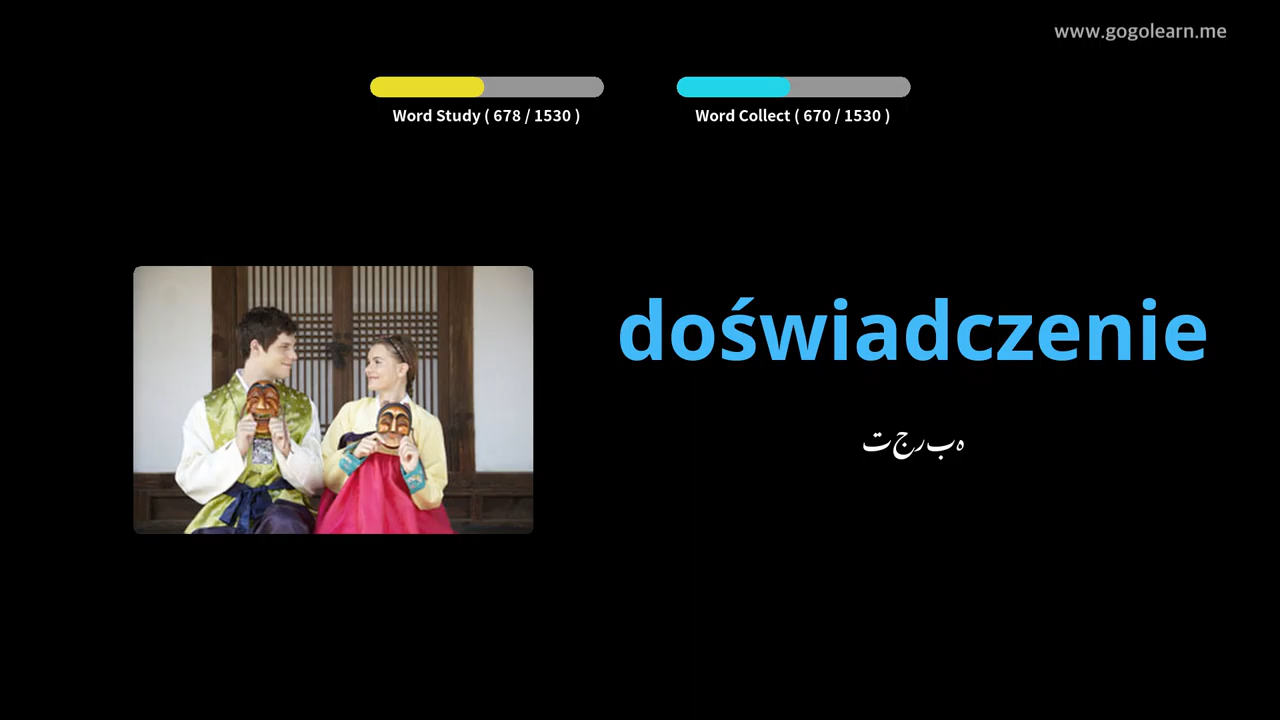 www.gogolearn.me
Word Study ( 678 / 1530 )
Word Collect ( 670 / 1530 )
doświadczenie
تجربہ